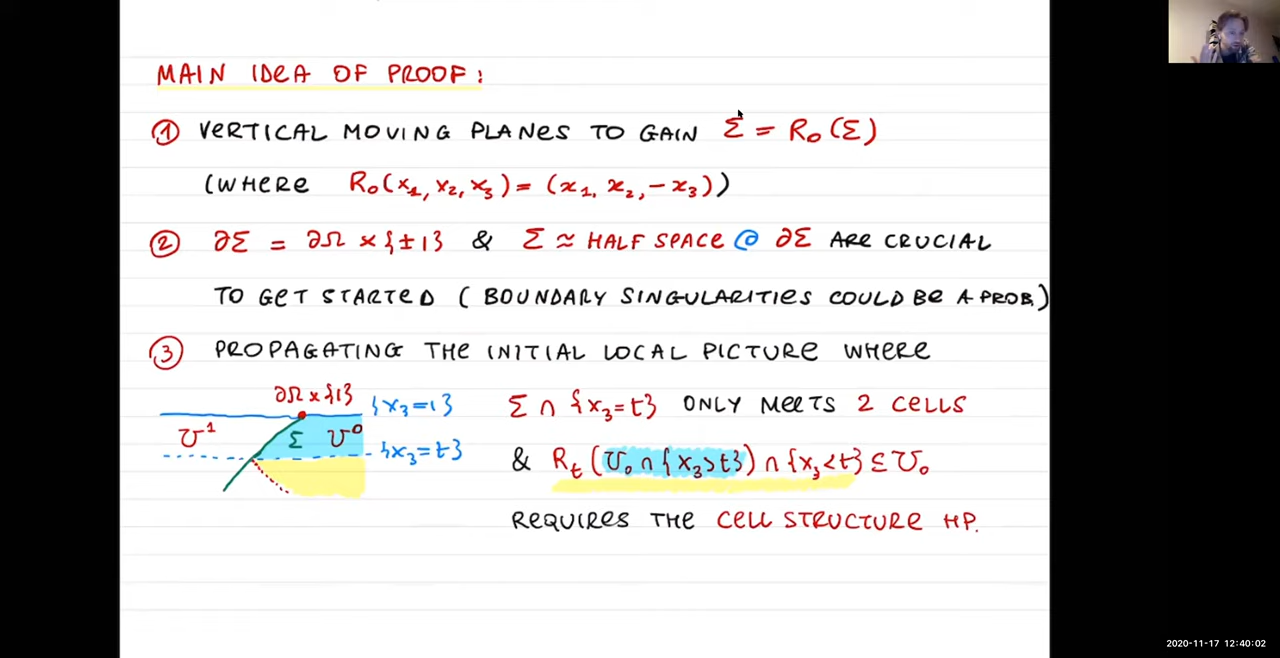 MAIN IDEA OF PROOF:
① VERTICAL MOVING PLANES TO GAIN Σ = R₀(Σ)
(WHERE R₀(x₁, x₂, x₃) = (x₁, x₂, -x₃))
② ∂Σ = ∂Ω × {±1} & Σ ≈ HALF SPACE @ ∂Σ ARE CRUCIAL
TO GET STARTED (BOUNDARY SINGULARITIES COULD BE A PROB.)
③ PROPAGATING THE INITIAL LOCAL PICTURE WHERE
∂Ω × {1}
{x₃=1}
U¹ Σ U⁰
{x₃=t}
Σ ∩ {x₃=t} ONLY MEETS 2 CELLS
& R_t(U₀ ∩ {x₃>t}) ∩ {x₃<t} ⊆ U₀
REQUIRES THE CELL STRUCTURE HP.
2020-11-17 12:40:02